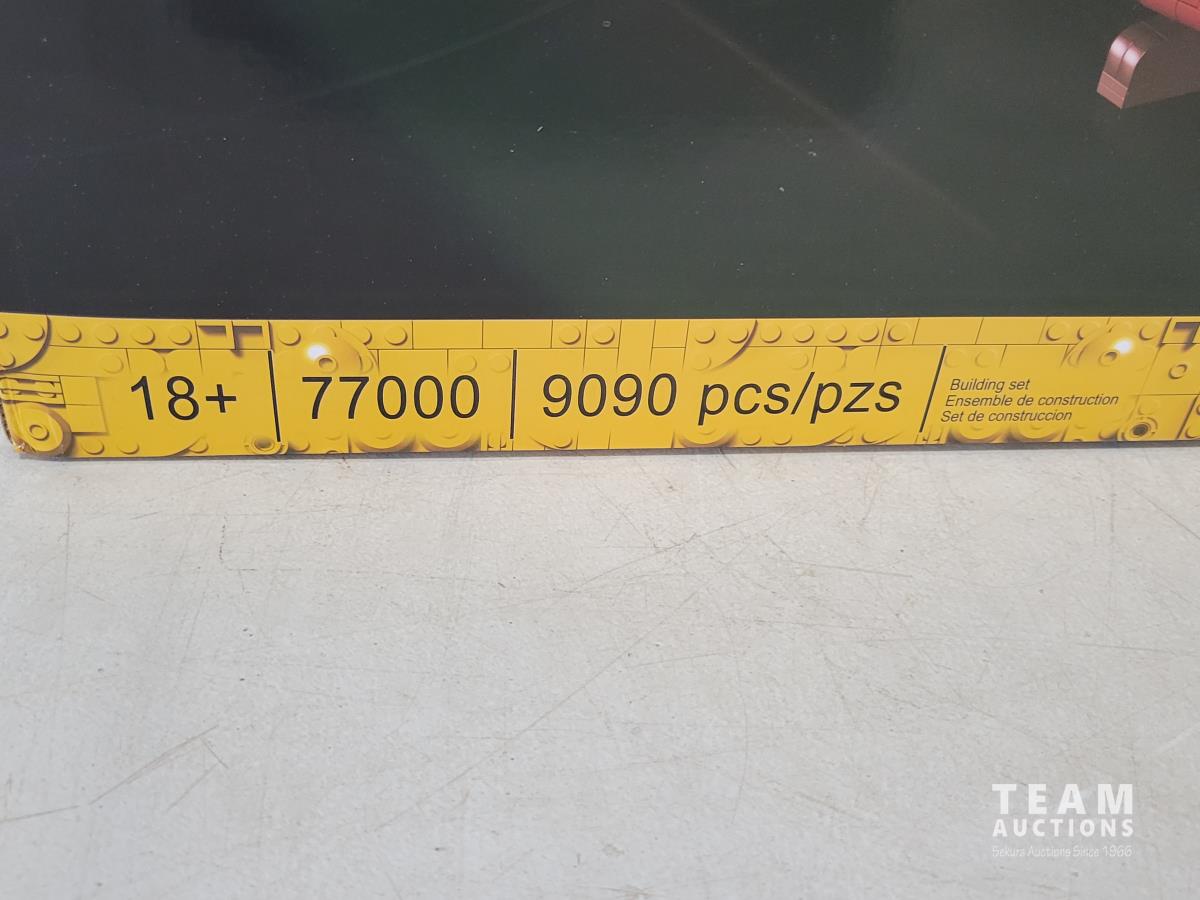 18+ 77000 9090 pcs/pzs
Building set
Ensemble de construction
Set de construccion
TEAM
AUCTIONS
Sekura Auctions Since 1966